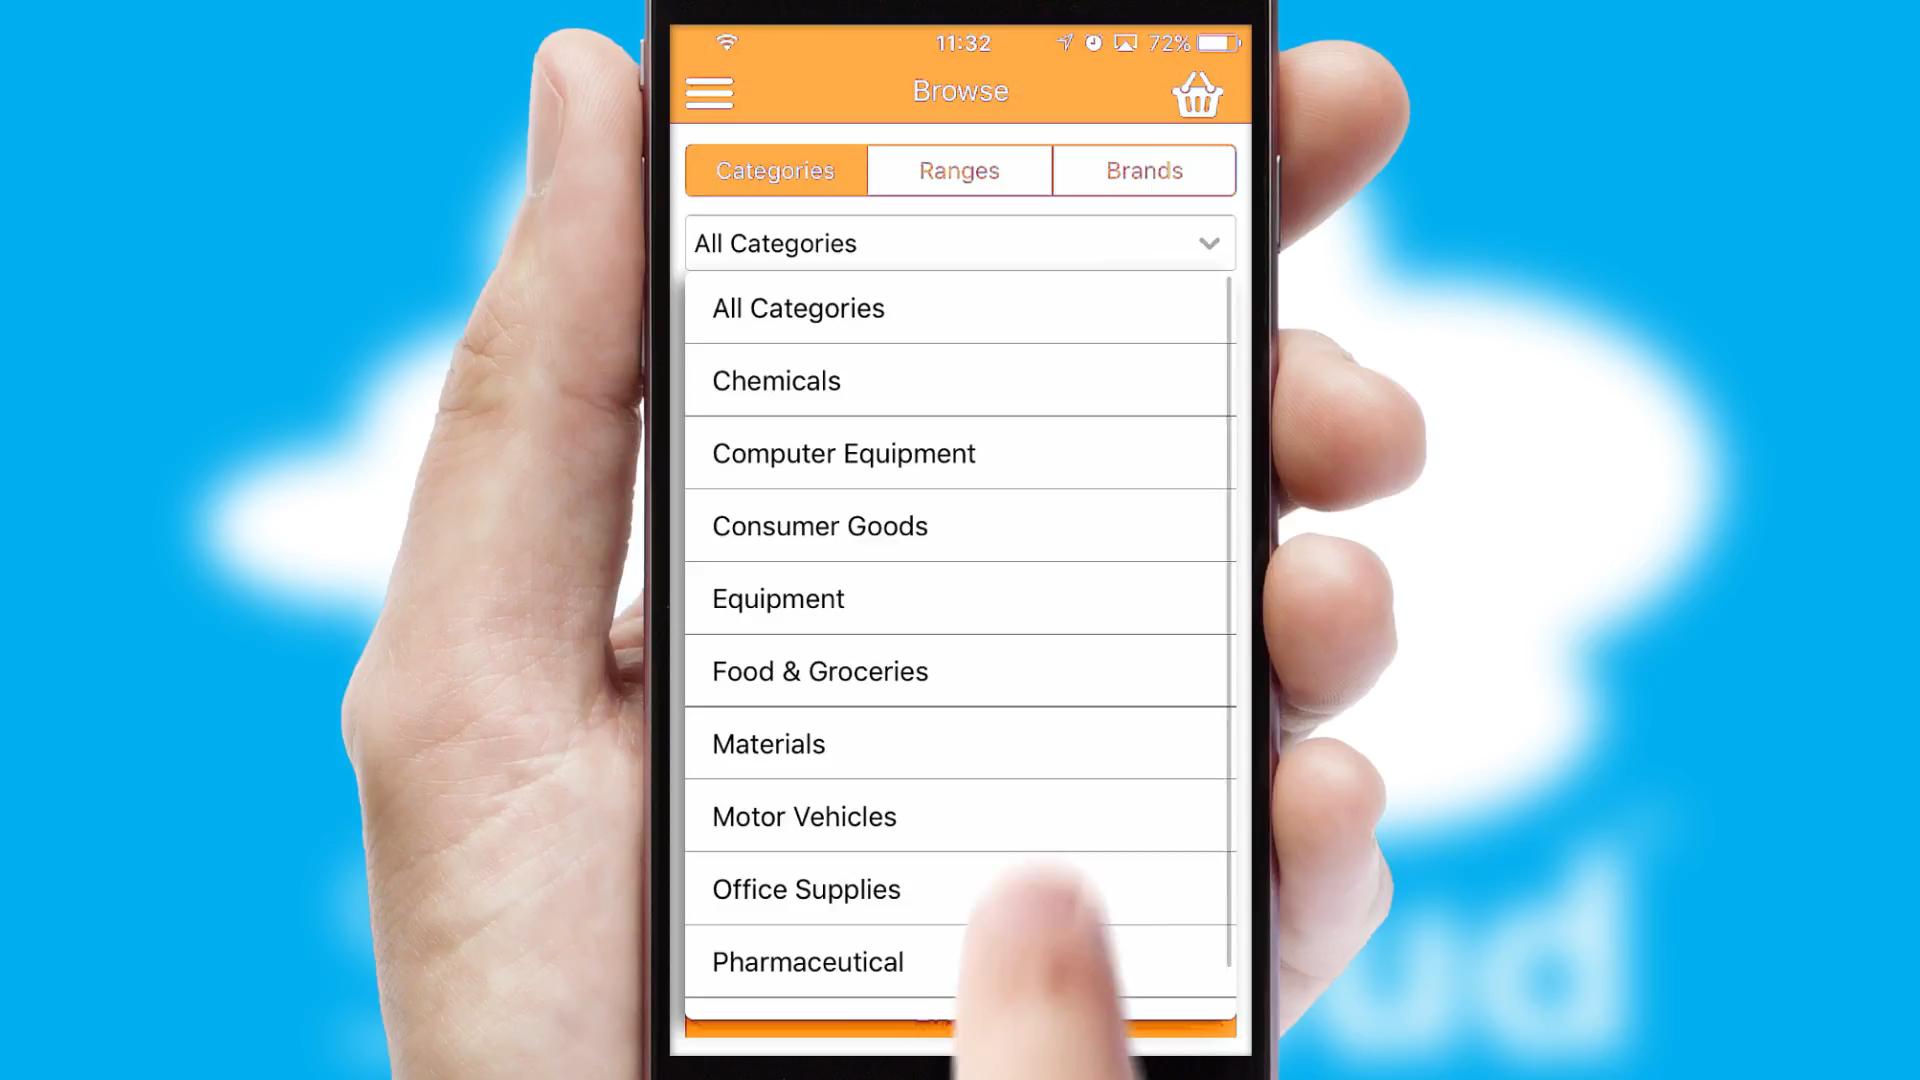 11:32
72%
Browse
Categories
Ranges
Brands
All Categories
All Categories
Chemicals
Computer Equipment
Consumer Goods
Equipment
Food & Groceries
Materials
Motor Vehicles
Office Supplies
Pharmaceutical